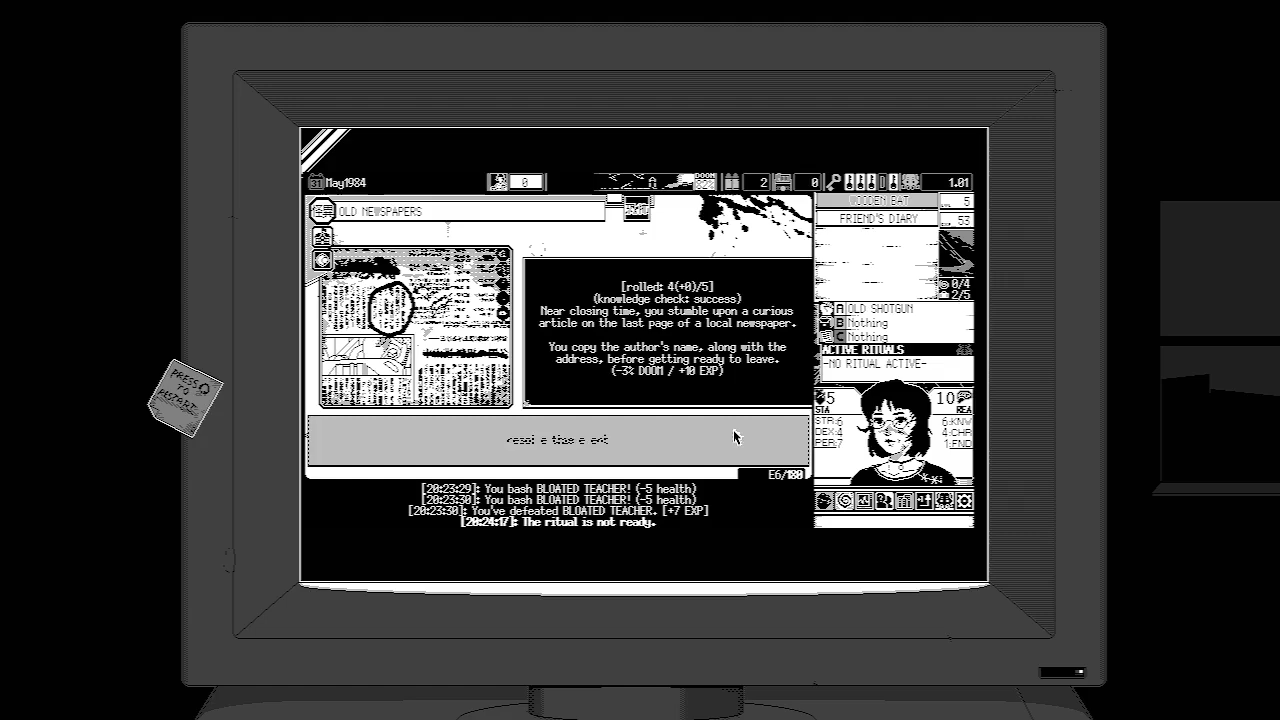 May1984
0
DOOM
2
0
1.01
怪異
OLD NEWSPAPERS
WOODEN BAT
5
FRIEND'S DIARY
53
0/4
2/5
[rolled: 4(+0)/5]
(knowledge check: success)
Near closing time, you stumble upon a curious
article on the last page of a local newspaper.
You copy the author's name, along with the
address, before getting ready to leave.
(-3% DOOM / +10 EXP)
A OLD SHOTGUN
B Nothing
C Nothing
ACTIVE RITUALS
-NO RITUAL ACTIVE-
5
STA
10
REA
STR:6
DEX:4
PER:7
6:KNW
4:CHR
1:FND
E6/180
[20:23:29]: You bash BLOATED TEACHER! (-5 health)
[20:23:30]: You bash BLOATED TEACHER! (-5 health)
[20:23:30]: You've defeated BLOATED TEACHER. [+7 EXP]
[20:24:17]: The ritual is not ready.
PRESS Q
TO
RESTART